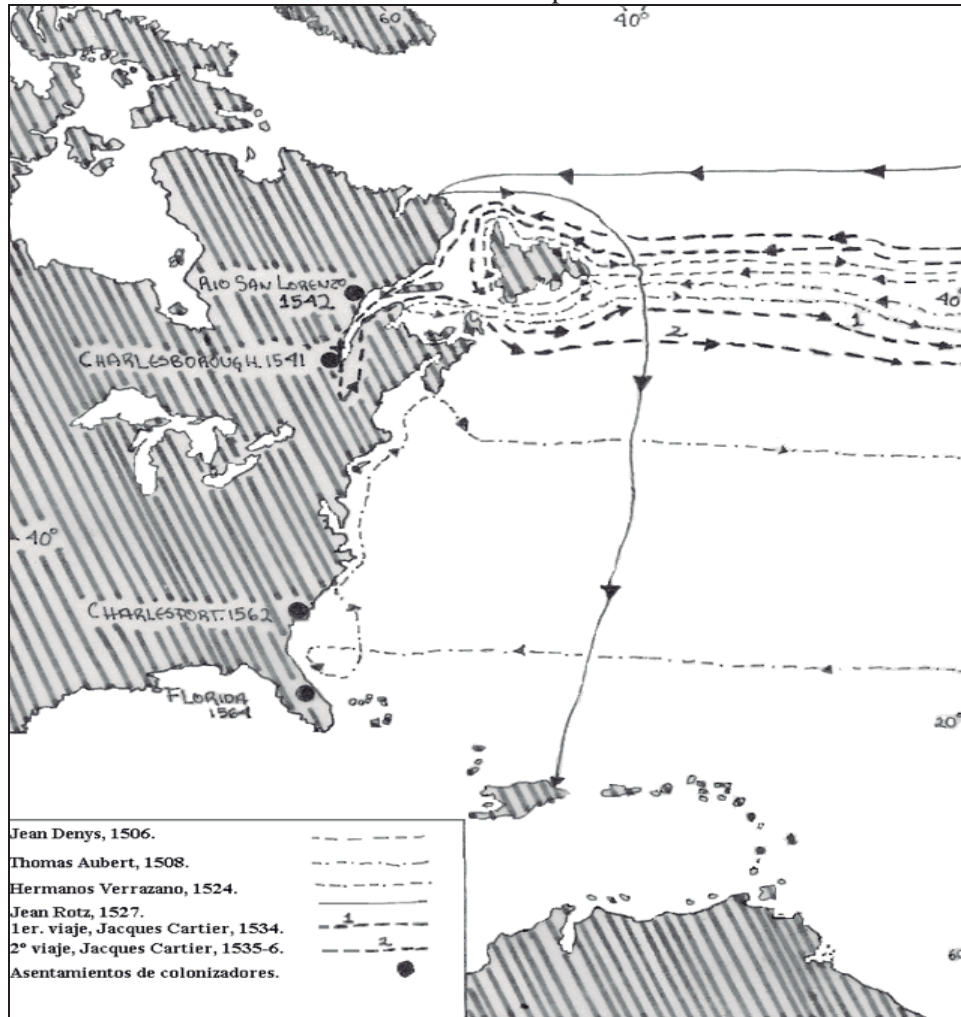 60
40°
RIO SAN LORENZO
1542
40°
1
CHARLESBOROUGH.1541
2
40°
CHARLESPORT.1562
FLORIDA
1564
20°
60
Jean Denys, 1506.
Thomas Aubert, 1508.
Hermanos Verrazano, 1524.
Jean Rotz, 1527.
1er. viaje, Jacques Cartier, 1534.
1
2º viaje, Jacques Cartier, 1535-6.
2
Asentamientos de colonizadores.